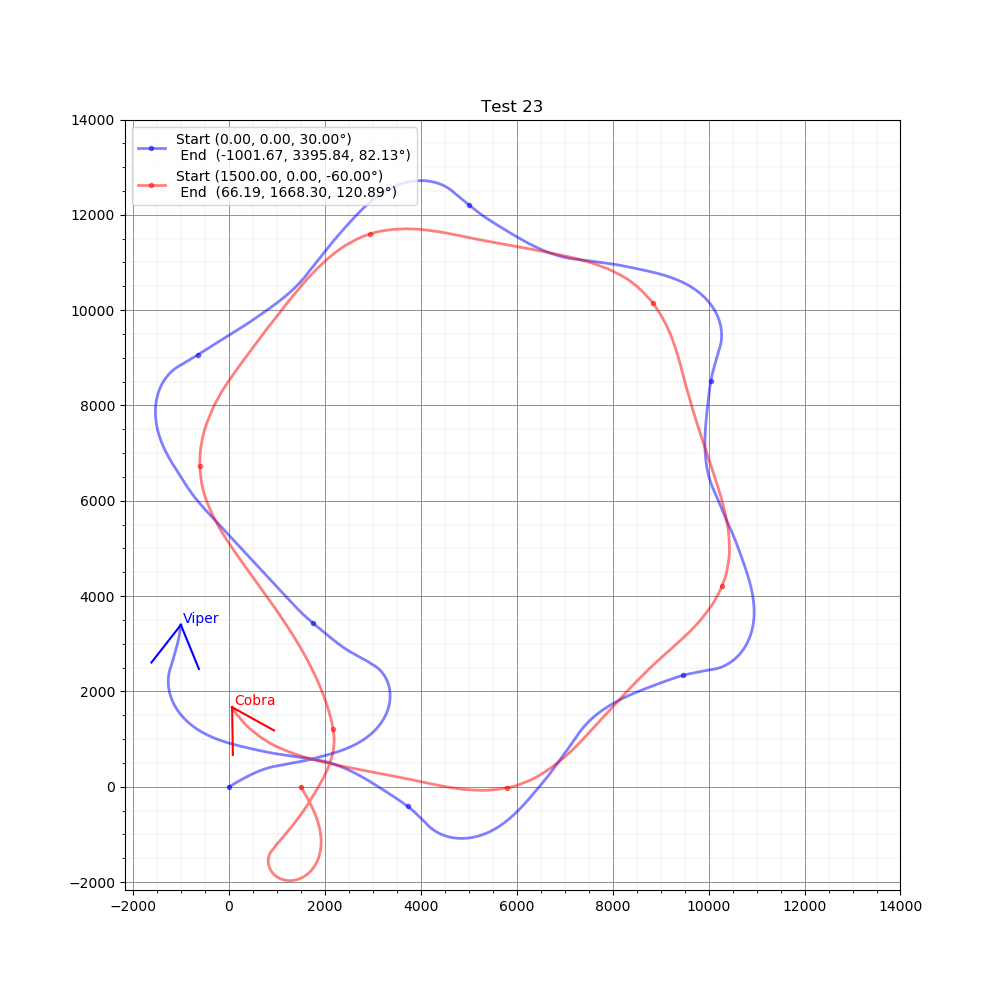 Test 23
Start (0.00, 0.00, 30.00°)
End (-1001.67, 3395.84, 82.13°)
Start (1500.00, 0.00, -60.00°)
End (66.19, 1668.30, 120.89°)
14000
12000
10000
8000
6000
4000
2000
0
−2000
Viper
Cobra
−2000 0 2000 4000 6000 8000 10000 12000 14000